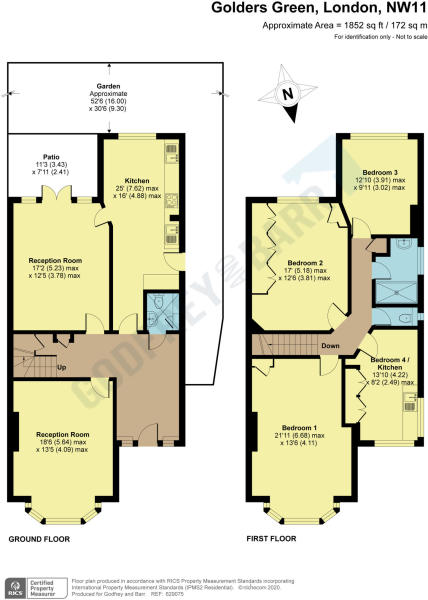 Golders Green, London, NW11
Approximate Area = 1852 sq ft / 172 sq m
For identification only - Not to scale
Garden
Approximate
52'6 (16.00)
x 30'6 (9.30)
N
Patio
11'3 (3.43)
x 7'11 (2.41)
Kitchen
25' (7.62) max
x 16' (4.88) max
Bedroom 3
12'10 (3.91) max
x 9'11 (3.02) max
Reception Room
17'2 (5.23) max
x 12'5 (3.78) max
Bedroom 2
17' (5.18) max
x 12'6 (3.81) max
Up
Down
Bedroom 4 /
Kitchen
13'10 (4.22)
x 8'2 (2.49) max
Reception Room
18'6 (5.64) max
x 13'5 (4.09) max
Bedroom 1
21'11 (6.68) max
x 13'6 (4.11)
GODFREY AND BARR
GROUND FLOOR
FIRST FLOOR
RICS
Certified
Property
Measurer
Floor plan produced in accordance with RICS Property Measurement Standards incorporating
International Property Measurement Standards (IPMS2 Residential). ©nichecom 2020.
Produced for Godfrey and Barr. REF: 629075